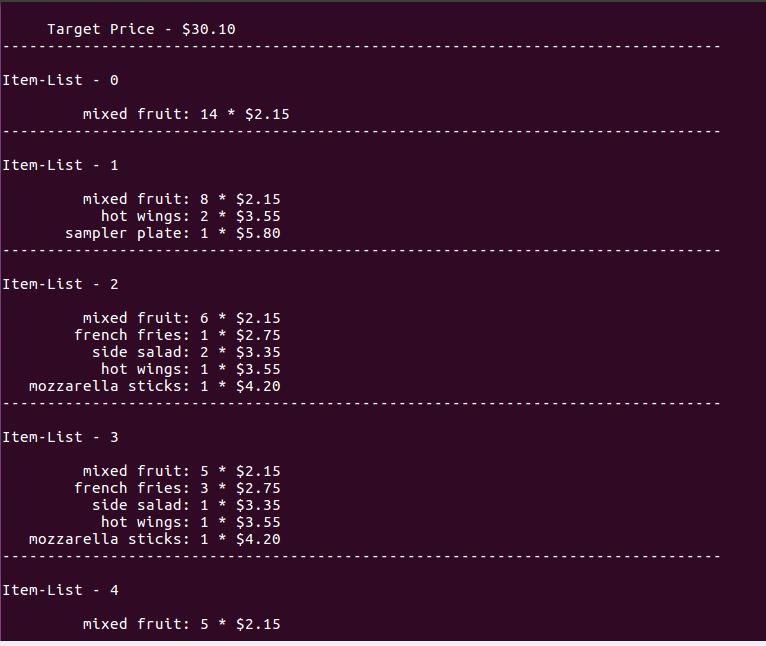 Target Price - $30.10
--------------------------------------------------------------------------------
Item-List - 0
mixed fruit: 14 * $2.15
--------------------------------------------------------------------------------
Item-List - 1
mixed fruit: 8 * $2.15
hot wings: 2 * $3.55
sampler plate: 1 * $5.80
--------------------------------------------------------------------------------
Item-List - 2
mixed fruit: 6 * $2.15
french fries: 1 * $2.75
side salad: 2 * $3.35
hot wings: 1 * $3.55
mozzarella sticks: 1 * $4.20
--------------------------------------------------------------------------------
Item-List - 3
mixed fruit: 5 * $2.15
french fries: 3 * $2.75
side salad: 1 * $3.35
hot wings: 1 * $3.55
mozzarella sticks: 1 * $4.20
--------------------------------------------------------------------------------
Item-List - 4
mixed fruit: 5 * $2.15